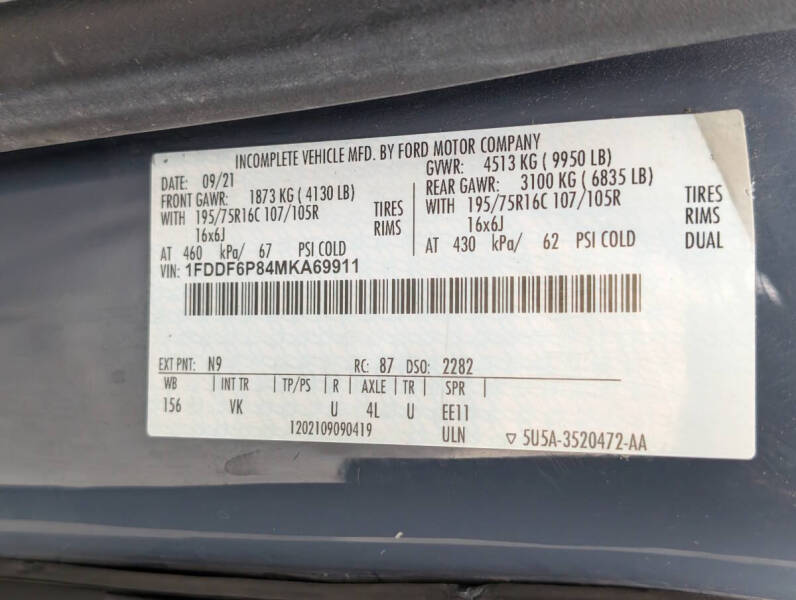 INCOMPLETE VEHICLE MFD. BY FORD MOTOR COMPANY
DATE: 09/21 GVWR: 4513 KG ( 9950 LB)
FRONT GAWR: 1873 KG ( 4130 LB) REAR GAWR: 3100 KG ( 6835 LB)
WITH 195/75R16C 107/105R TIRES WITH 195/75R16C 107/105R TIRES
16x6J RIMS 16x6J RIMS
AT 460 kPa/ 67 PSI COLD AT 430 kPa/ 62 PSI COLD DUAL
VIN: 1FDDF6P84MKA69911
EXT PNT: N9 RC: 87 DSO: 2282
WB | INT TR | TP/PS | R | AXLE | TR | SPR |
156 VK U 4L U EE11
1202109090419 ULN ▽ 5U5A-3520472-AA